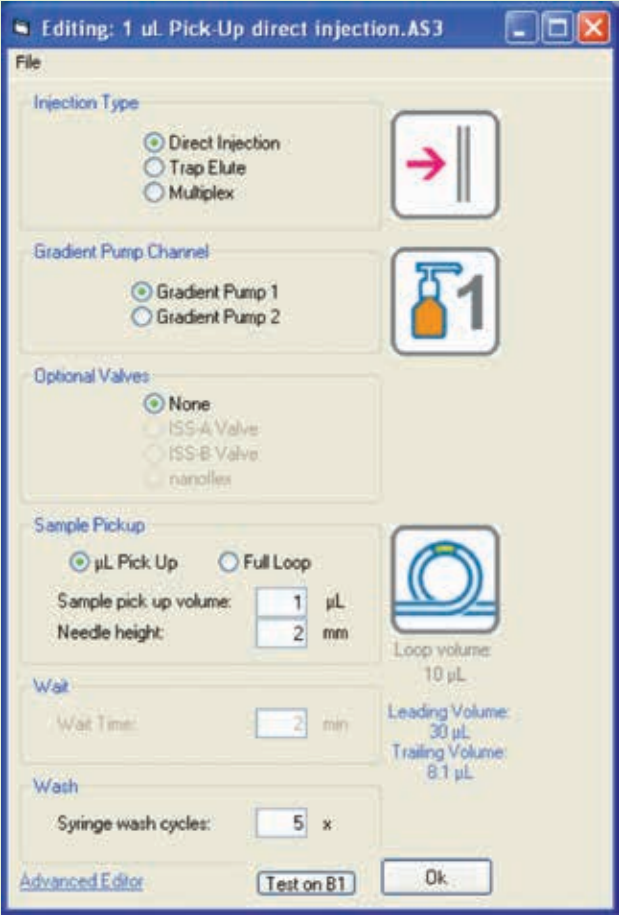 Editing: 1 uL Pick-Up direct injection.AS3
File
Injection Type
Direct Injection
Trap Elute
Multiplex
Gradient Pump Channel
Gradient Pump 1
Gradient Pump 2
1
Optional Valves
None
ISS-A Valve
ISS-B Valve
nanoflex
Sample Pickup
µL Pick Up Full Loop
Sample pick up volume: 1 µL
Needle height: 2 mm
Loop volume:
10 µL
Wait
Wait Time: 2 min
Leading Volume:
30 µL
Trailing Volume:
8.1 µL
Wash
Syringe wash cycles: 5 x
Advanced Editor Test on B1 Ok